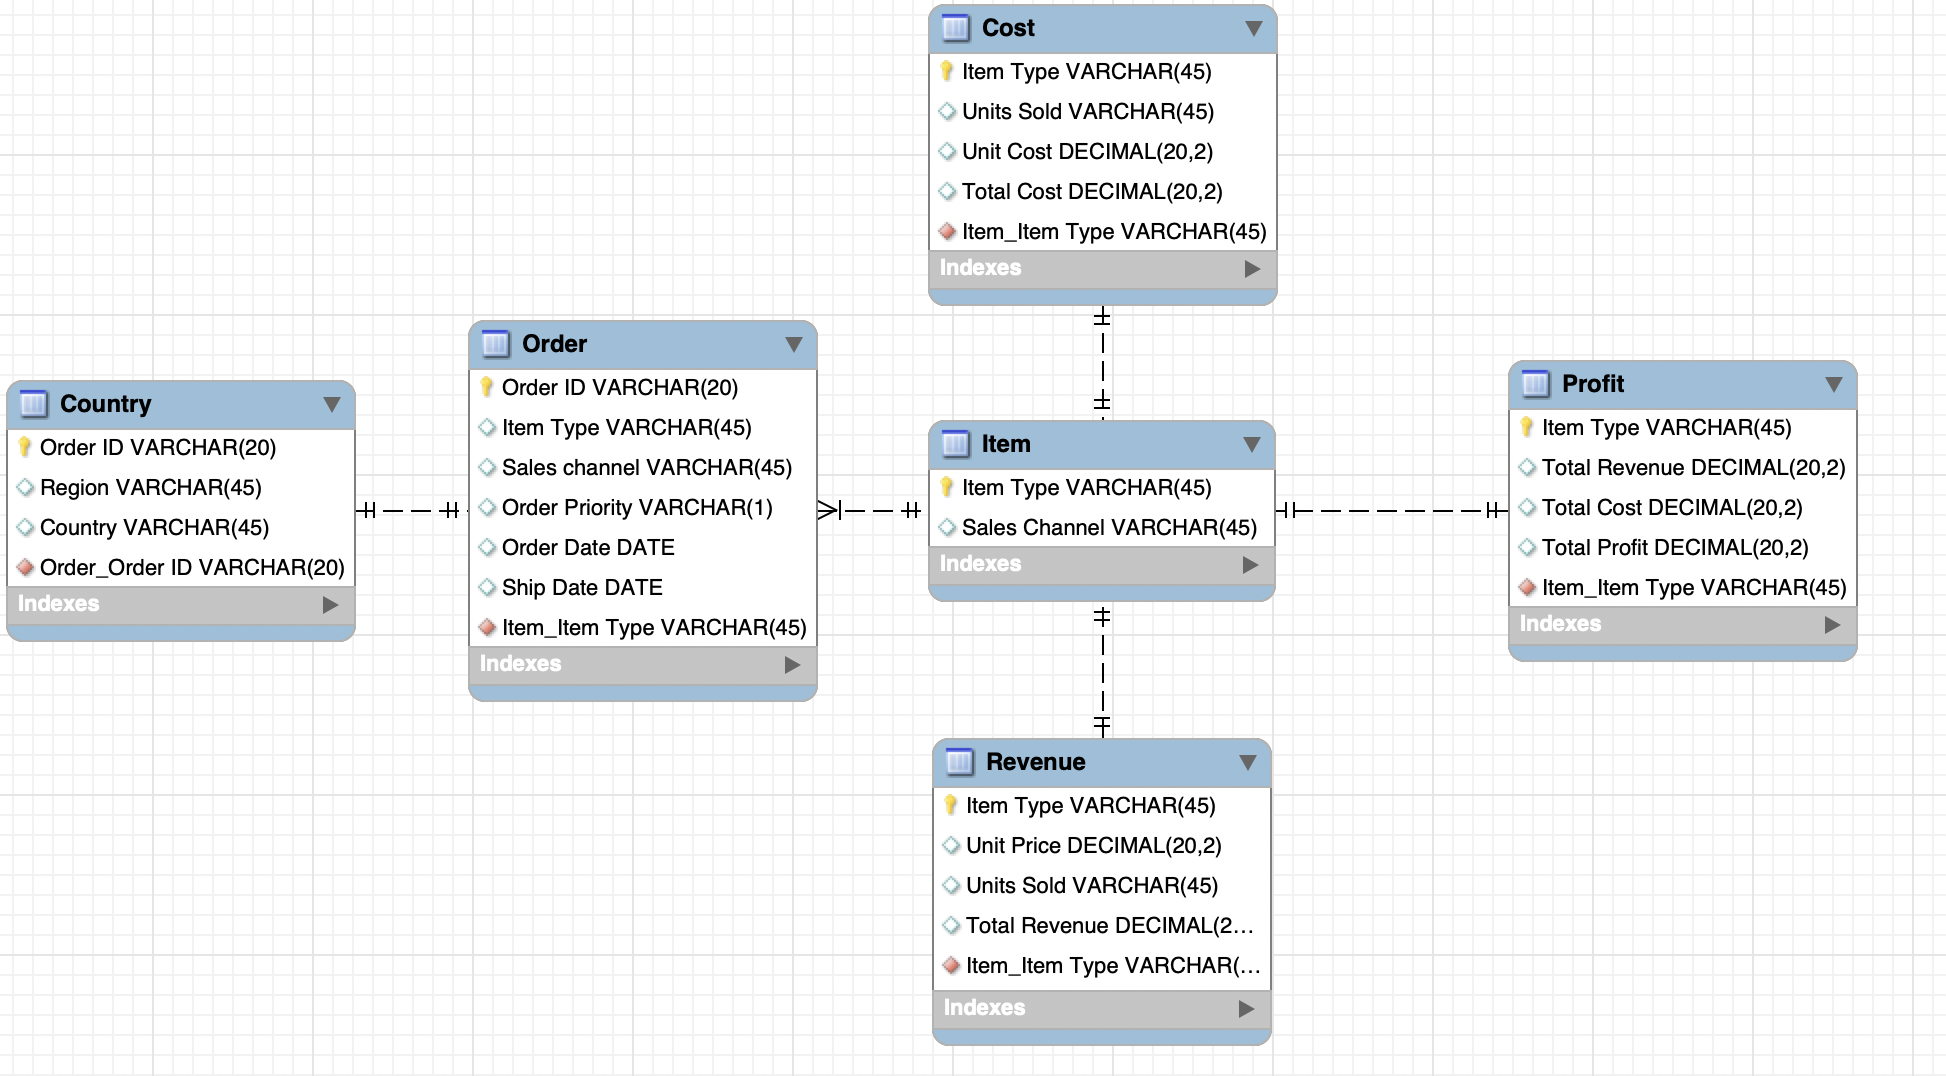 Cost
Item Type VARCHAR(45)
Units Sold VARCHAR(45)
Unit Cost DECIMAL(20,2)
Total Cost DECIMAL(20,2)
Item_Item Type VARCHAR(45)
Indexes
Country
Order ID VARCHAR(20)
Region VARCHAR(45)
Country VARCHAR(45)
Order_Order ID VARCHAR(20)
Indexes
Order
Order ID VARCHAR(20)
Item Type VARCHAR(45)
Sales channel VARCHAR(45)
Order Priority VARCHAR(1)
Order Date DATE
Ship Date DATE
Item_Item Type VARCHAR(45)
Indexes
Item
Item Type VARCHAR(45)
Sales Channel VARCHAR(45)
Indexes
Profit
Item Type VARCHAR(45)
Total Revenue DECIMAL(20,2)
Total Cost DECIMAL(20,2)
Total Profit DECIMAL(20,2)
Item_Item Type VARCHAR(45)
Indexes
Revenue
Item Type VARCHAR(45)
Unit Price DECIMAL(20,2)
Units Sold VARCHAR(45)
Total Revenue DECIMAL(2...
Item_Item Type VARCHAR(...
Indexes